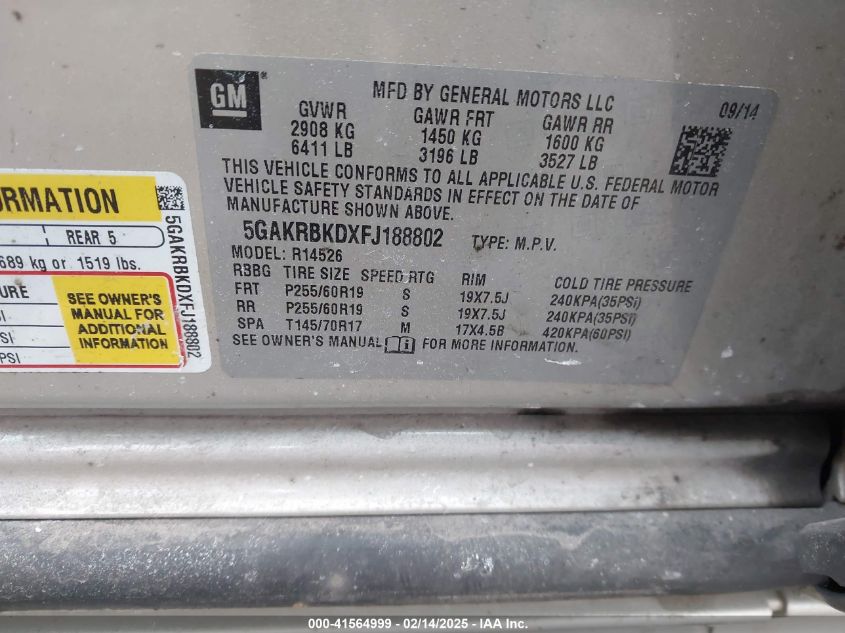 GM
MFD BY GENERAL MOTORS LLC
09/14
GVWR GAWR FRT GAWR RR
2908 KG 1450 KG 1600 KG
6411 LB 3196 LB 3527 LB
THIS VEHICLE CONFORMS TO ALL APPLICABLE U.S. FEDERAL MOTOR
VEHICLE SAFETY STANDARDS IN EFFECT ON THE DATE OF
MANUFACTURE SHOWN ABOVE.
5GAKRBKDXFJ188802 TYPE: M.P.V.
MODEL: R14526
R3BG TIRE SIZE SPEED RTG RIM COLD TIRE PRESSURE
FRT P255/60R19 S 19X7.5J 240KPA(35PSI)
RR P255/60R19 S 19X7.5J 240KPA(35PSI)
SPA T145/70R17 M 17X4.5B 420KPA(60PSI)
SEE OWNER'S MANUAL i FOR MORE INFORMATION.
REAR 5
689 kg or 1519 lbs.
SEE OWNER'S
MANUAL FOR
ADDITIONAL
INFORMATION
PSI
5GAKRBKDXFJ188802
000-41564999 - 02/14/2025 - IAA Inc.